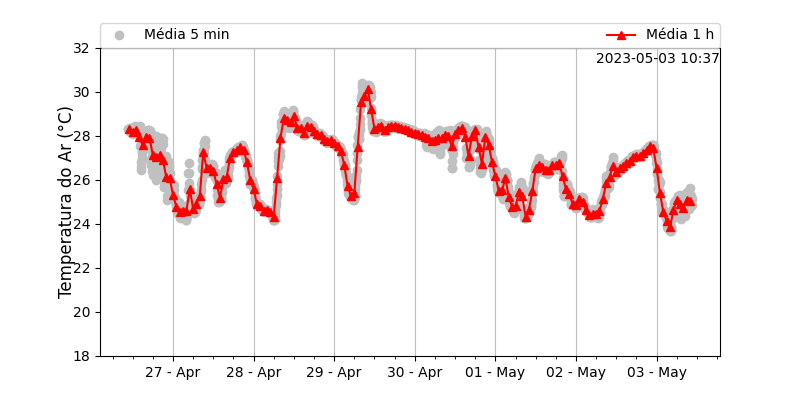 Média 5 min
Média 1 h
2023-05-03 10:37
Temperatura do Ar (°C)
32
30
28
26
24
22
20
18
27 - Apr
28 - Apr
29 - Apr
30 - Apr
01 - May
02 - May
03 - May